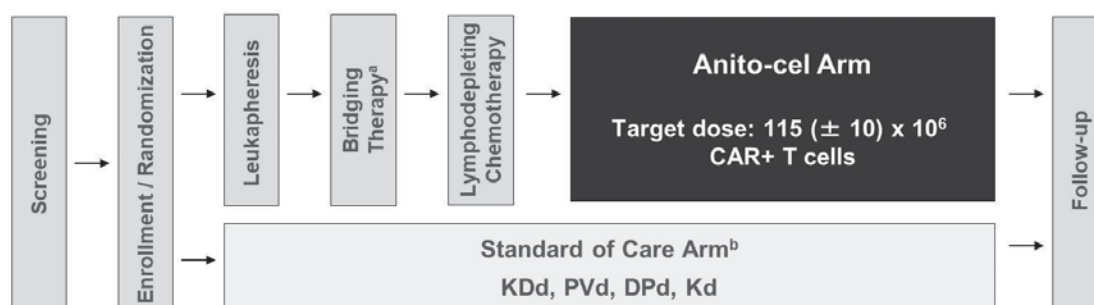 Screening
Enrollment / Randomization
Leukapheresis
Bridging
Therapyᵃ
Lymphodepleting
Chemotherapy
Anito-cel Arm
Target dose: 115 (± 10) x 10⁶
CAR+ T cells
Standard of Care Armᵇ
KDd, PVd, DPd, Kd
Follow-up